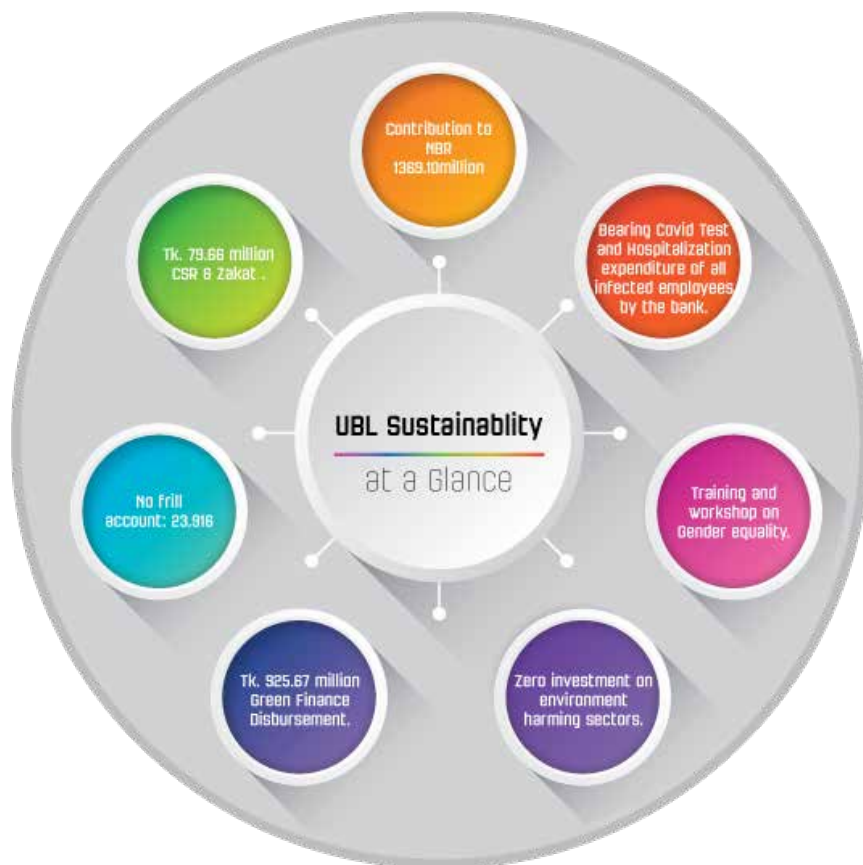 Contribution to
NBR
1369.10million
Bearing Covid Test
and Hospitalization
expenditure of all
infected employees
by the bank.
Training and
workshop on
Gender equality.
Zero investment on
environment
harming sectors.
Tk. 925.67 million
Green Finance
Disbursement.
No frill
account: 23,916
Tk. 79.66 million
CSR & Zakat .
UBL Sustainablity
at a Glance